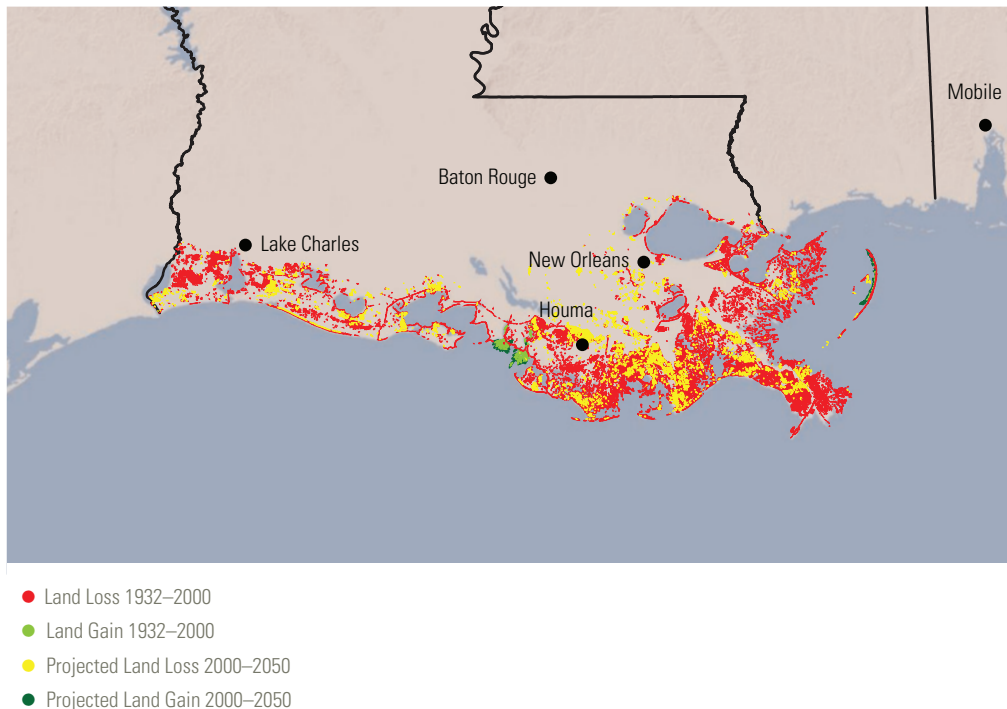 Mobile
Baton Rouge
Lake Charles
New Orleans
Houma
Land Loss 1932–2000
Land Gain 1932–2000
Projected Land Loss 2000–2050
Projected Land Gain 2000–2050